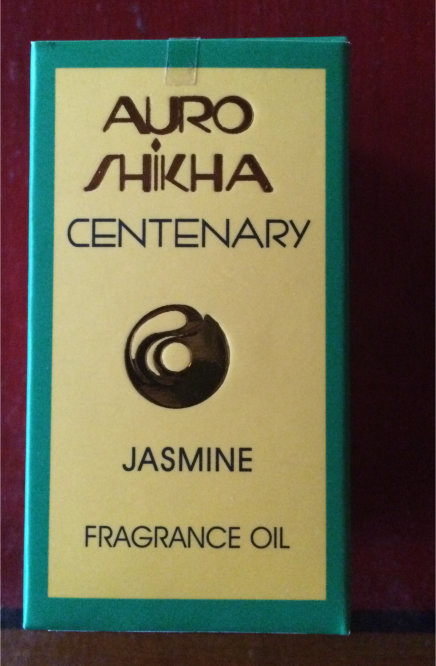 AURO
SHIKHA
CENTENARY
JASMINE
FRAGRANCE OIL